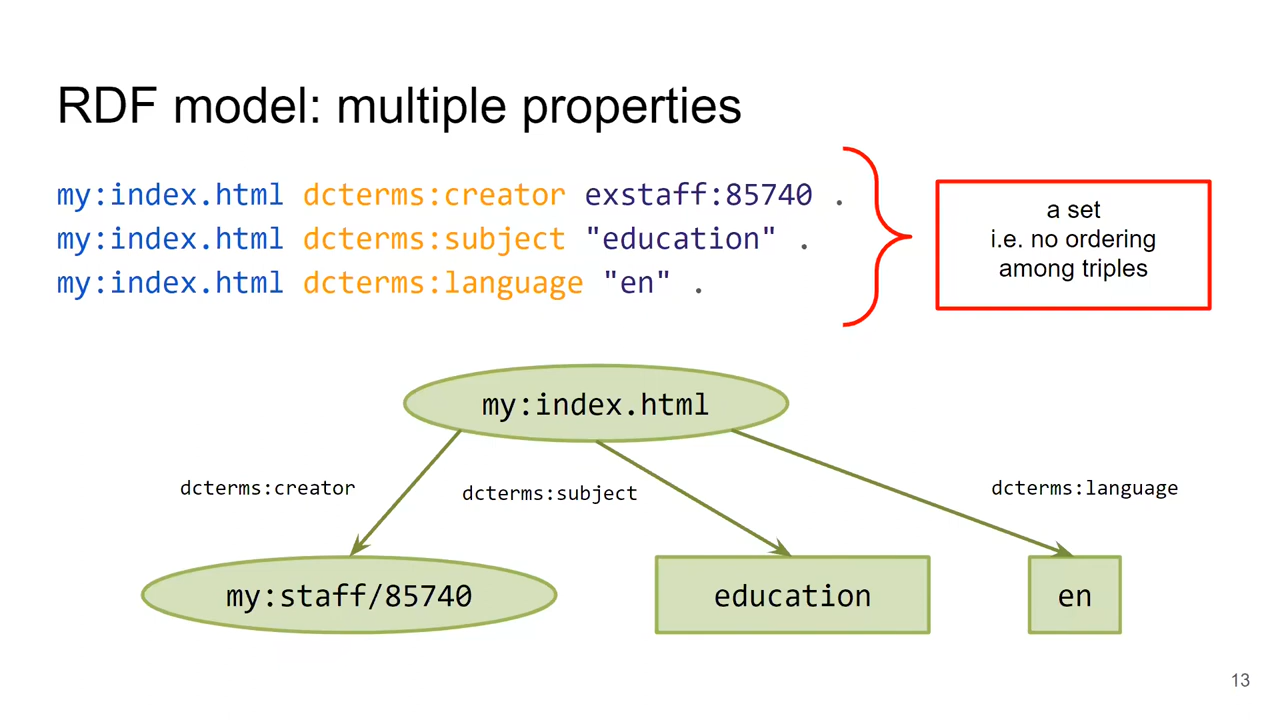 RDF model: multiple properties
my:index.html dcterms:creator exstaff:85740 .
my:index.html dcterms:subject "education" .
my:index.html dcterms:language "en" .
a set
i.e. no ordering
among triples
my:index.html
dcterms:creator
dcterms:subject
dcterms:language
my:staff/85740
education
en
13